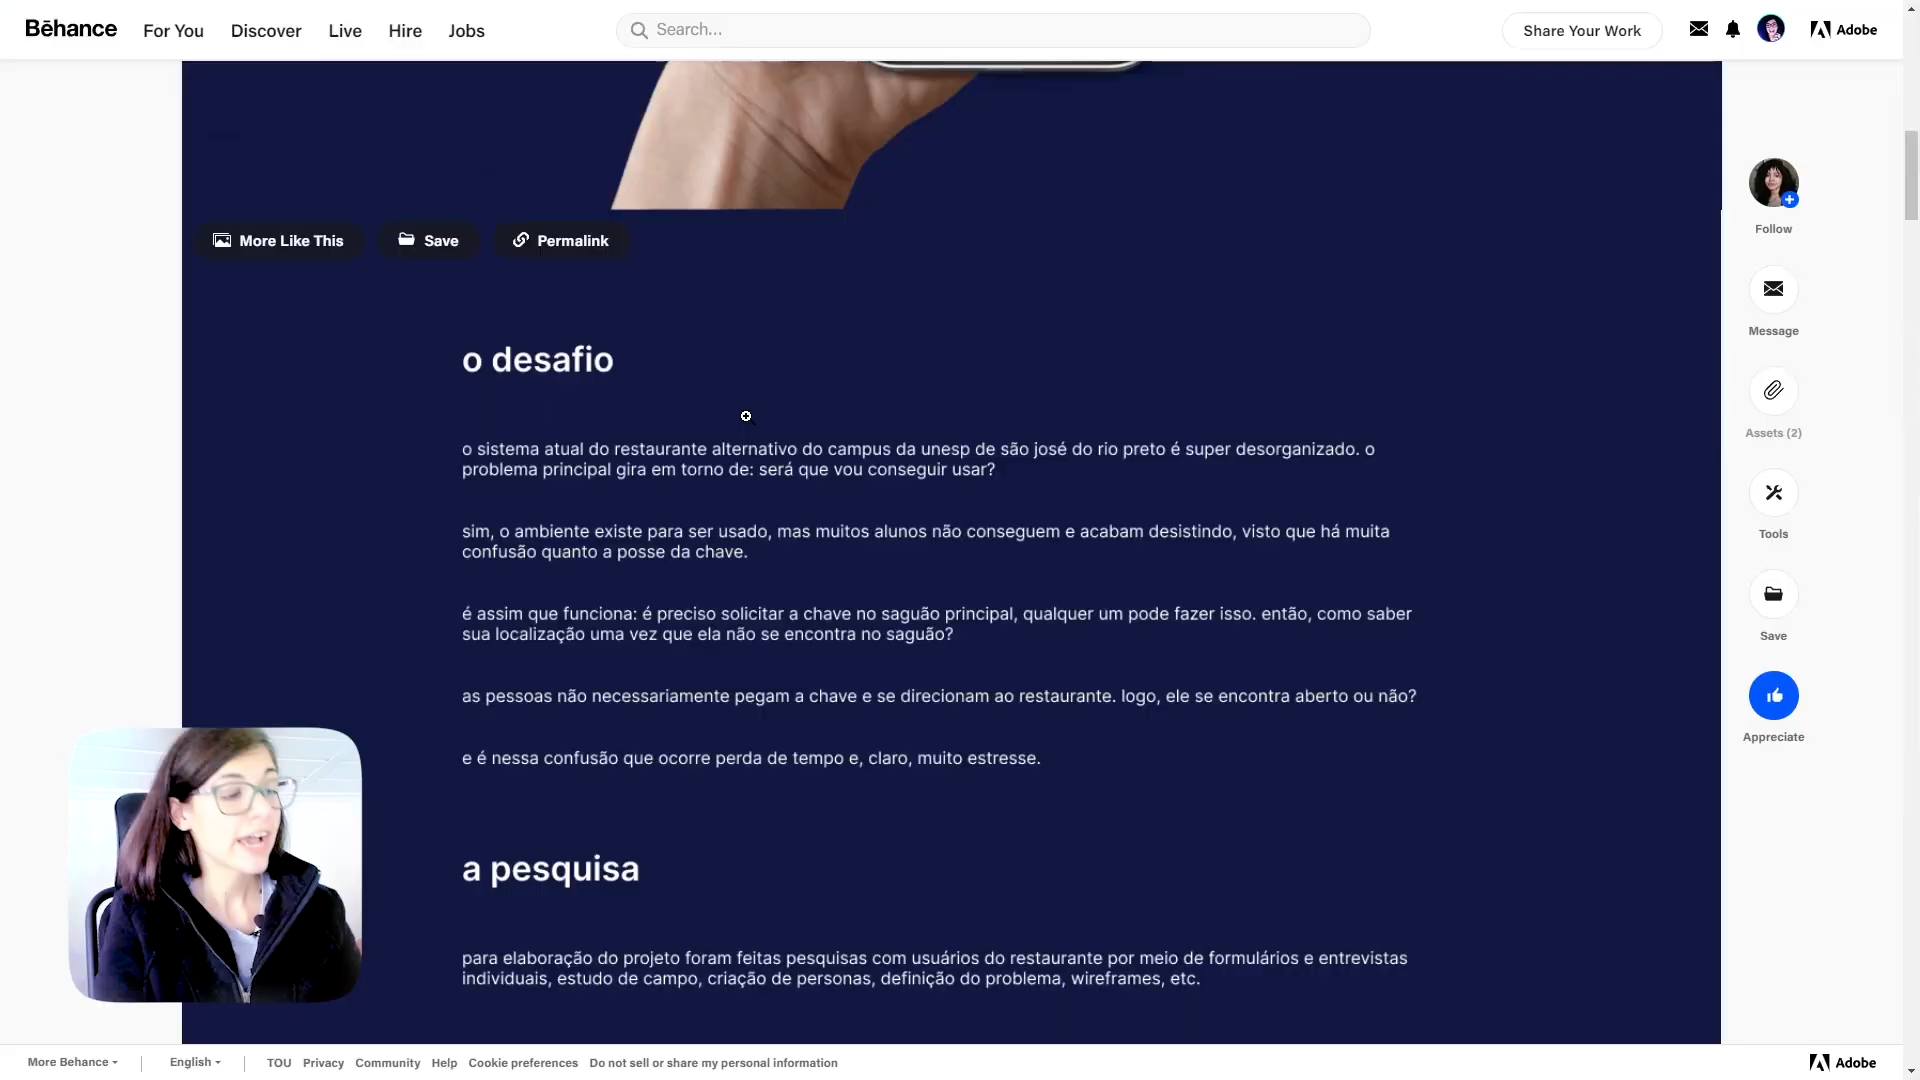 Bēhance For You Discover Live Hire Jobs Search... Share Your Work Adobe
More Like This Save Permalink
Follow
Message
Assets (2)
Tools
Save
Appreciate
o desafio
o sistema atual do restaurante alternativo do campus da unesp de são josé do rio preto é super desorganizado. o
problema principal gira em torno de: será que vou conseguir usar?
sim, o ambiente existe para ser usado, mas muitos alunos não conseguem e acabam desistindo, visto que há muita
confusão quanto a posse da chave.
é assim que funciona: é preciso solicitar a chave no saguão principal, qualquer um pode fazer isso. então, como saber
sua localização uma vez que ela não se encontra no saguão?
as pessoas não necessariamente pegam a chave e se direcionam ao restaurante. logo, ele se encontra aberto ou não?
e é nessa confusão que ocorre perda de tempo e, claro, muito estresse.
a pesquisa
para elaboração do projeto foram feitas pesquisas com usuários do restaurante por meio de formulários e entrevistas
individuais, estudo de campo, criação de personas, definição do problema, wireframes, etc.
More Behance English TOU Privacy Community Help Cookie preferences Do not sell or share my personal information Adobe